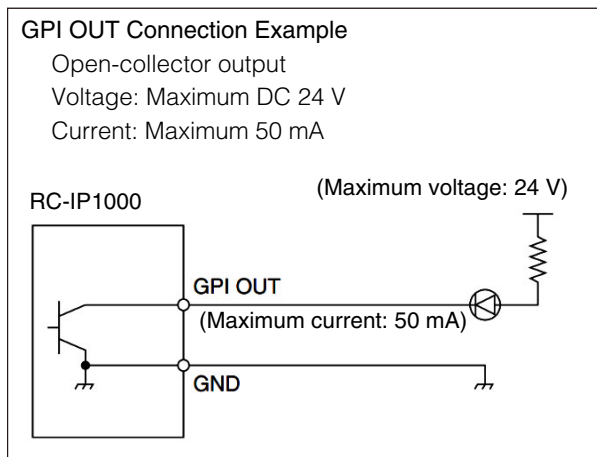 GPI OUT Connection Example
Open-collector output
Voltage: Maximum DC 24 V
Current: Maximum 50 mA
(Maximum voltage: 24 V)
RC-IP1000
GPI OUT
(Maximum current: 50 mA)
GND